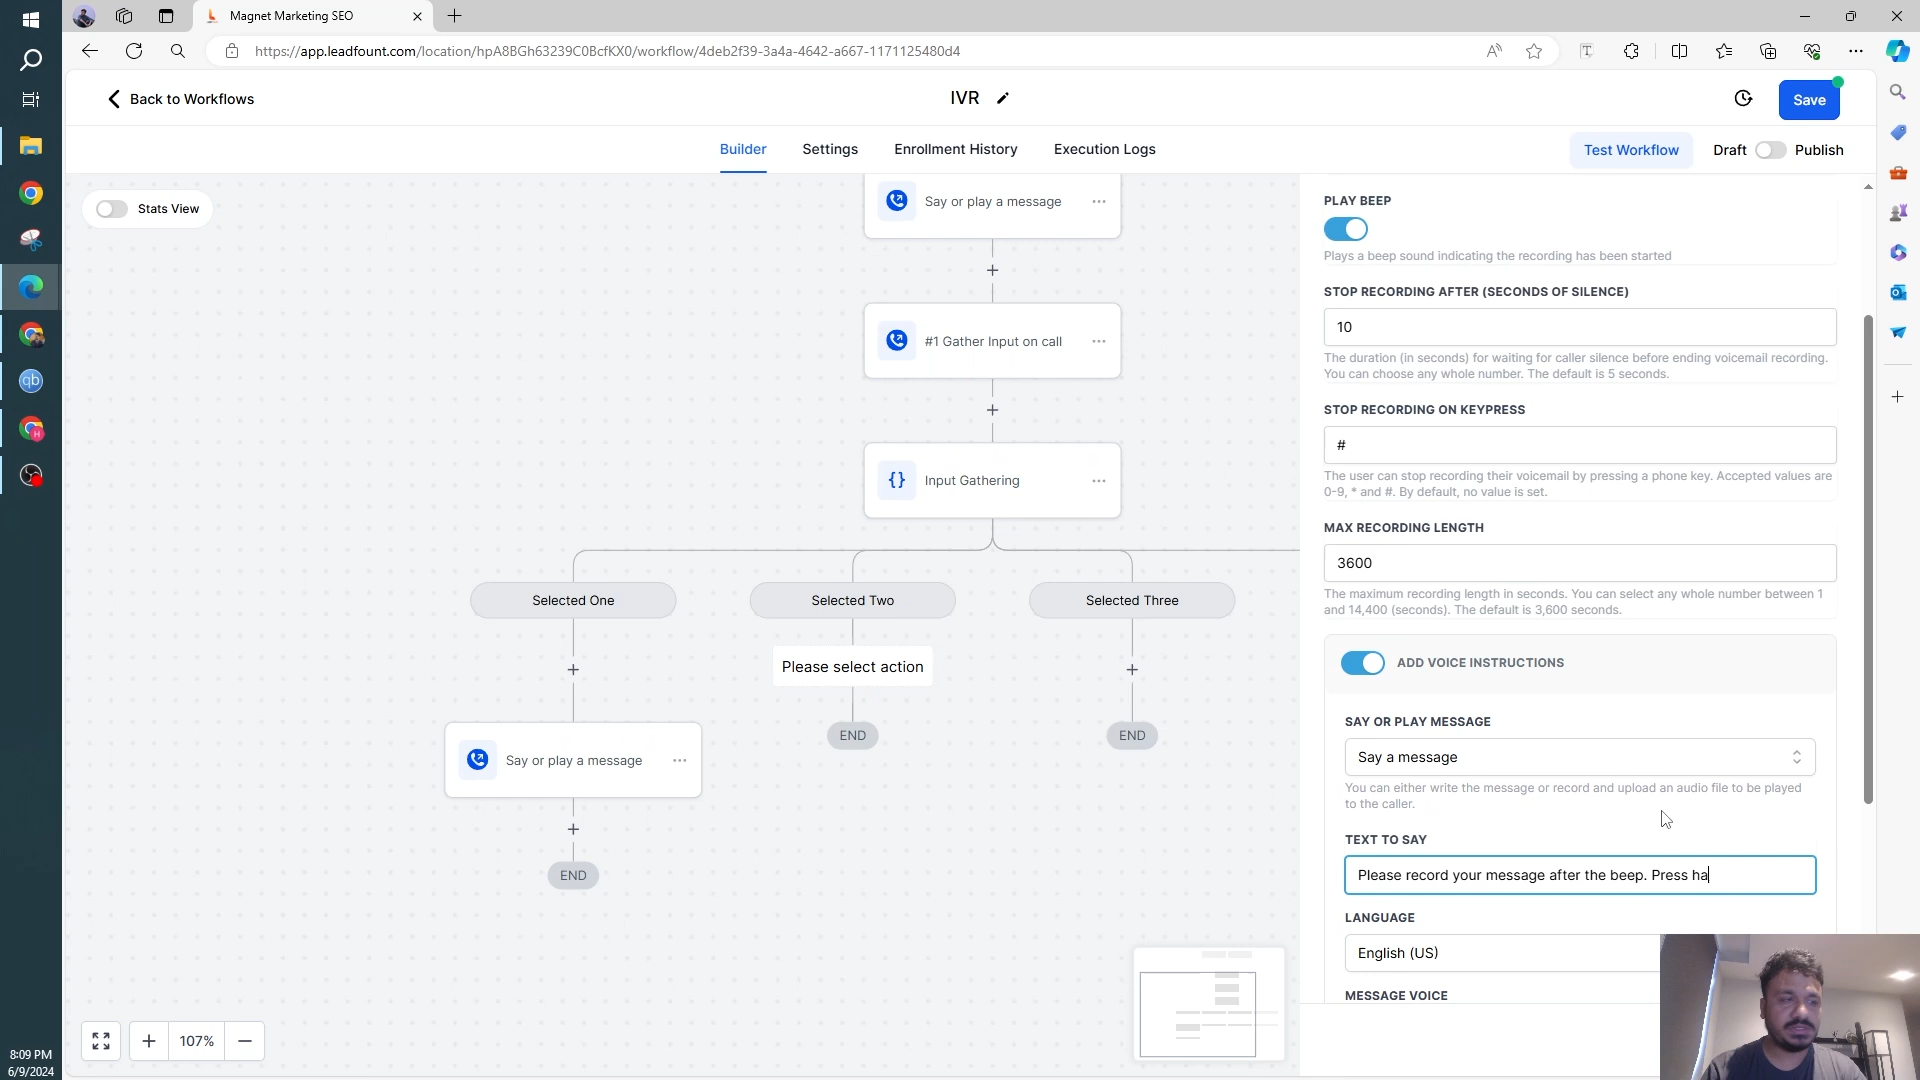 Magnet Marketing SEO
https://app.leadfount.com/location/hpA8BGh63239C0BcfKX0/workflow/4deb2f39-3a4a-4642-a667-1171125480d4
Back to Workflows
IVR
Save
Builder
Settings
Enrollment History
Execution Logs
Test Workflow
Draft
Publish
Stats View
Say or play a message
#1 Gather Input on call
Input Gathering
Selected One
Selected Two
Selected Three
Please select action
END
END
Say or play a message
END
107%
PLAY BEEP
Plays a beep sound indicating the recording has been started
STOP RECORDING AFTER (SECONDS OF SILENCE)
10
The duration (in seconds) for waiting for caller silence before ending voicemail recording.
You can choose any whole number. The default is 5 seconds.
STOP RECORDING ON KEYPRESS
#
The user can stop recording their voicemail by pressing a phone key. Accepted values are
0-9, * and #. By default, no value is set.
MAX RECORDING LENGTH
3600
The maximum recording length in seconds. You can select any whole number between 1
and 14,400 (seconds). The default is 3,600 seconds.
ADD VOICE INSTRUCTIONS
SAY OR PLAY MESSAGE
Say a message
You can either write the message or record and upload an audio file to be played
to the caller.
TEXT TO SAY
Please record your message after the beep. Press ha
LANGUAGE
English (US)
MESSAGE VOICE
qb
H
8:09 PM
6/9/2024